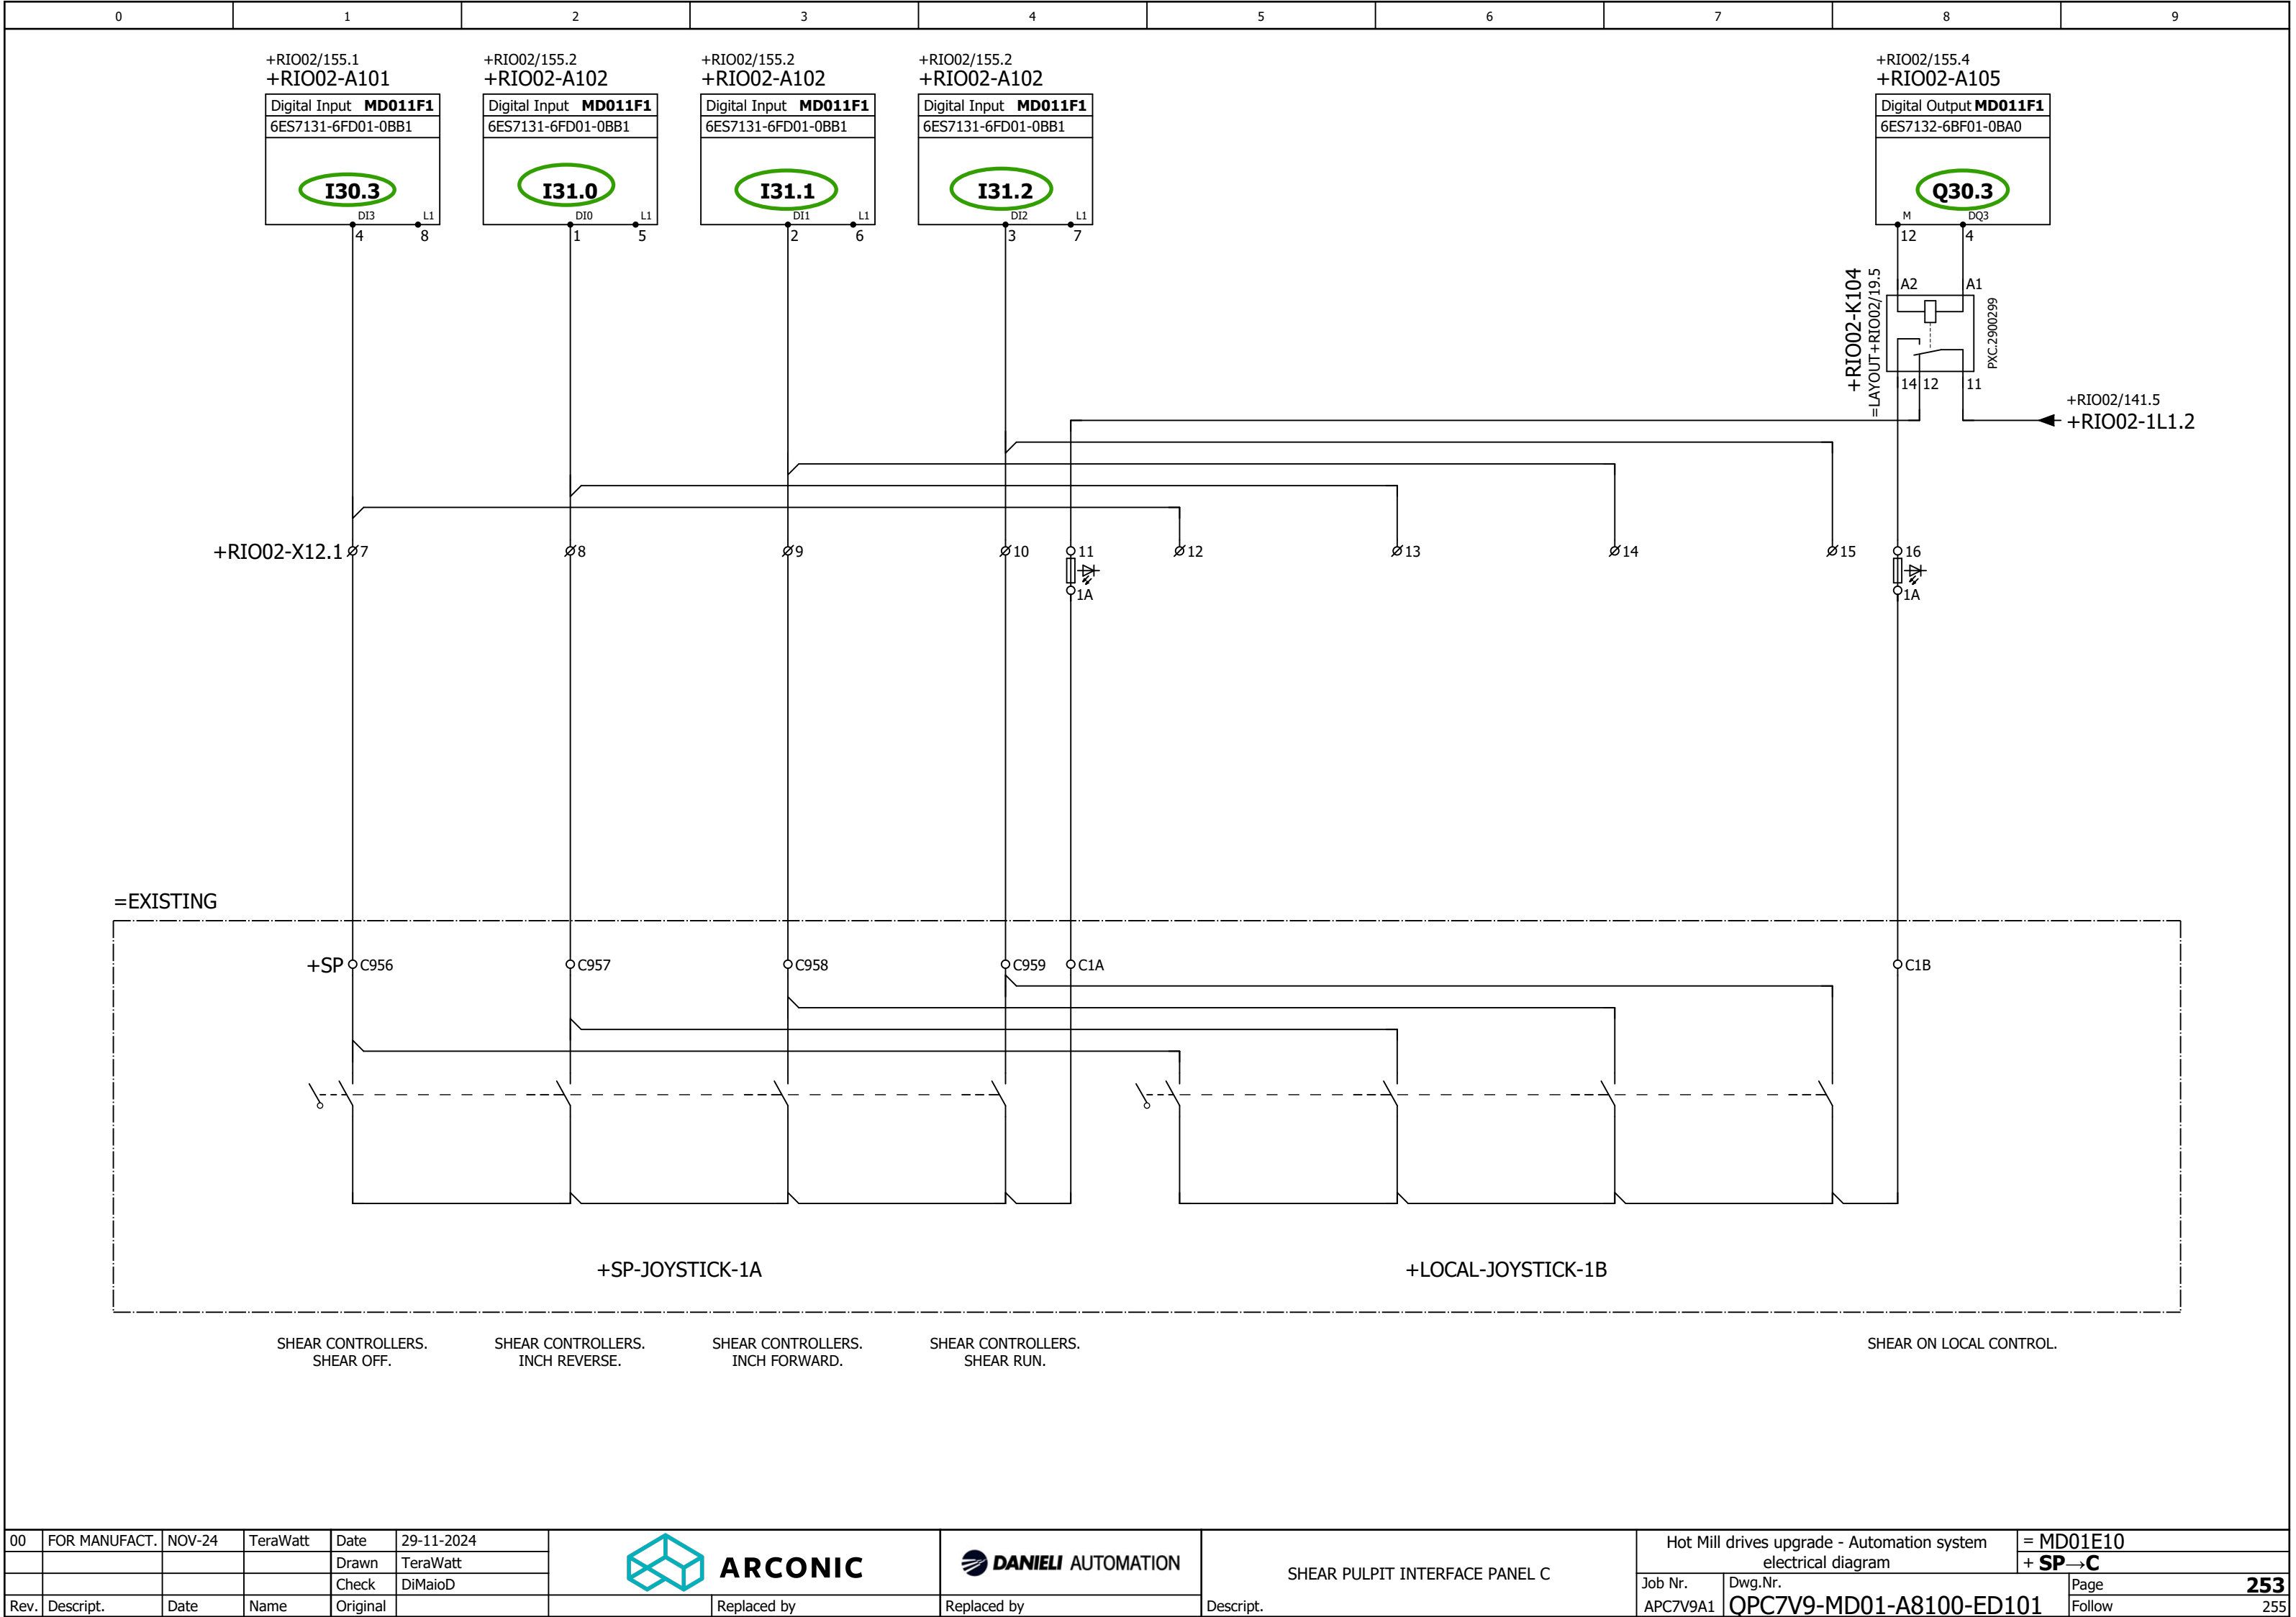 0 1 2 3 4 5 6 7 8 9
+RIO02/155.1 +RIO02/155.2 +RIO02/155.2 +RIO02/155.2 +RIO02/155.4
+RIO02-A101 +RIO02-A102 +RIO02-A102 +RIO02-A102 +RIO02-A105
Digital Input MD011F1 Digital Input MD011F1 Digital Input MD011F1 Digital Input MD011F1 Digital Output MD011F1
6ES7131-6FD01-0BB1 6ES7131-6FD01-0BB1 6ES7131-6FD01-0BB1 6ES7131-6FD01-0BB1 6ES7132-6BF01-0BA0
I30.3 I31.0 I31.1 I31.2 Q30.3
DI3 L1 DI0 L1 DI1 L1 DI2 L1 M DQ3
4 8 1 5 2 6 3 7 12 4
A2 A1
+RIO02-K104
=LAYOUT+RIO02/19.5
PXC.2900299
14 12 11
+RIO02/141.5
+RIO02-1L1.2
+RIO02-X12.1 7 8 9 10 11 12 13 14 15 16
1A 1A
=EXISTING
+SP C956 C957 C958 C959 C1A C1B
+SP-JOYSTICK-1A +LOCAL-JOYSTICK-1B
SHEAR CONTROLLERS. SHEAR CONTROLLERS. SHEAR CONTROLLERS. SHEAR CONTROLLERS. SHEAR ON LOCAL CONTROL.
SHEAR OFF. INCH REVERSE. INCH FORWARD. SHEAR RUN.
00 FOR MANUFACT. NOV-24 TeraWatt Date 29-11-2024
Drawn TeraWatt
Check DiMaioD
Rev. Descript. Date Name Original
ARCONIC
Replaced by
DANIELI AUTOMATION
Replaced by
SHEAR PULPIT INTERFACE PANEL C
Descript.
Hot Mill drives upgrade - Automation system
electrical diagram
= MD01E10
+ SP→C
Job Nr. Dwg.Nr. Page 253
APC7V9A1 QPC7V9-MD01-A8100-ED101 Follow 255